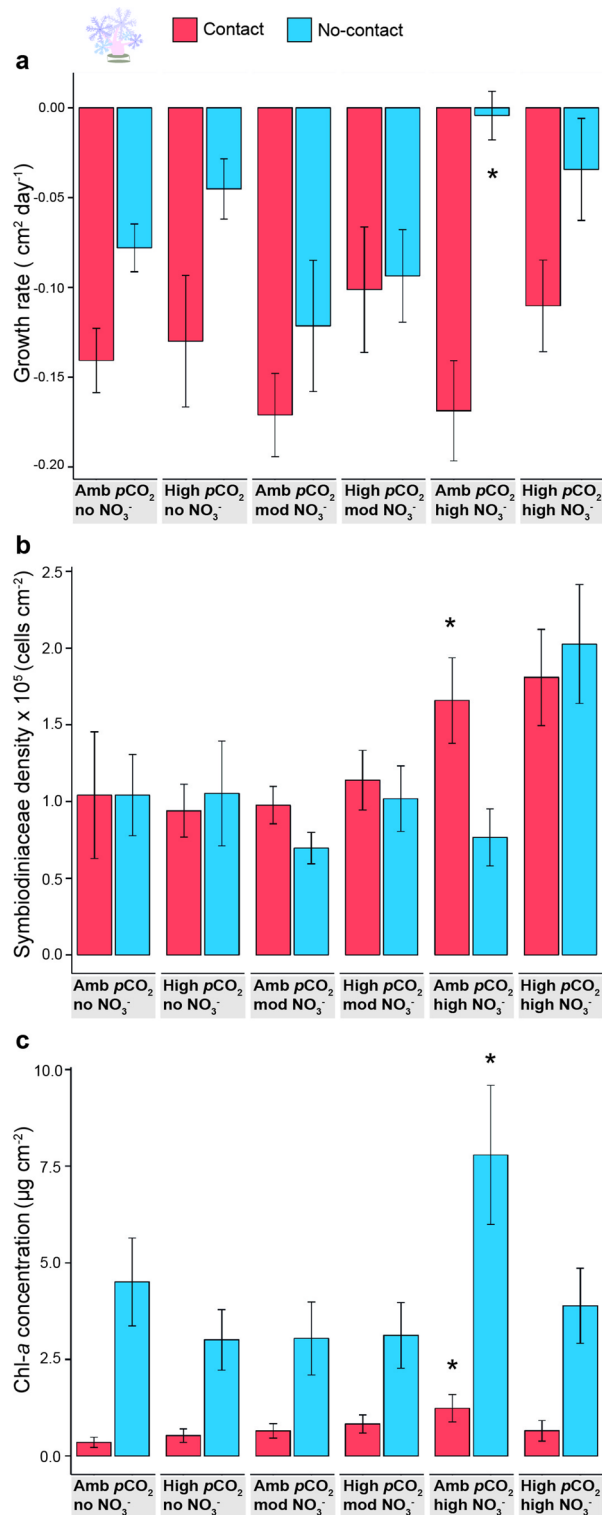 Contact No-contact
a
Growth rate ( cm² day⁻¹)
0.00
-0.05
-0.10
-0.15
-0.20
*
Amb pCO₂ High pCO₂ Amb pCO₂ High pCO₂ Amb pCO₂ High pCO₂
no NO₃⁻ no NO₃⁻ mod NO₃⁻ mod NO₃⁻ high NO₃⁻ high NO₃⁻
b
Symbiodiniaceae density x 10⁵ (cells cm⁻²)
2.5
2.0
1.5
1.0
0.5
0.0
*
Amb pCO₂ High pCO₂ Amb pCO₂ High pCO₂ Amb pCO₂ High pCO₂
no NO₃⁻ no NO₃⁻ mod NO₃⁻ mod NO₃⁻ high NO₃⁻ high NO₃⁻
c
Chl-a concentration (µg cm⁻²)
10.0
7.5
5.0
2.5
0.0
*
*
Amb pCO₂ High pCO₂ Amb pCO₂ High pCO₂ Amb pCO₂ High pCO₂
no NO₃⁻ no NO₃⁻ mod NO₃⁻ mod NO₃⁻ high NO₃⁻ high NO₃⁻